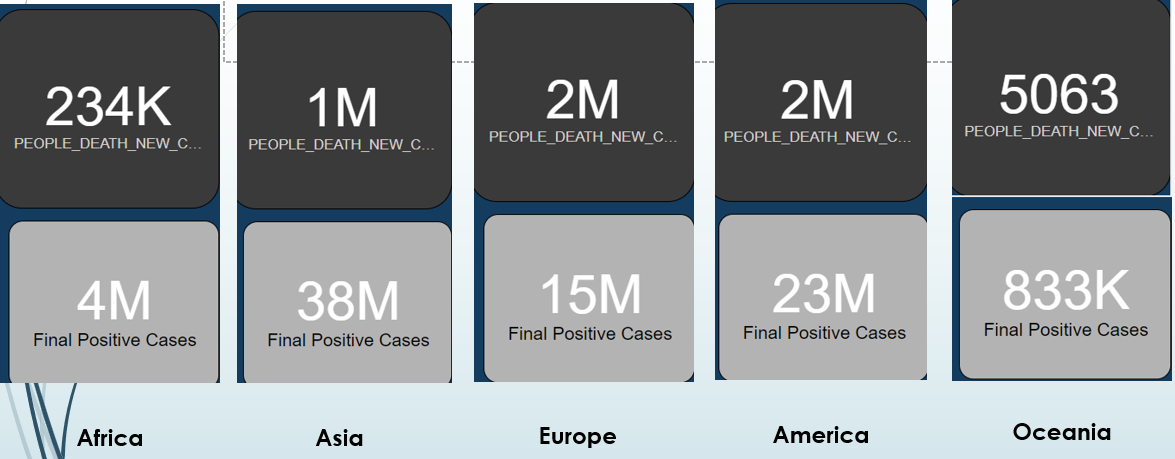 234K
PEOPLE_DEATH_NEW_C...
4M
Final Positive Cases
Africa
1M
PEOPLE_DEATH_NEW_C...
38M
Final Positive Cases
Asia
2M
PEOPLE_DEATH_NEW_C...
15M
Final Positive Cases
Europe
2M
PEOPLE_DEATH_NEW_C...
23M
Final Positive Cases
America
5063
PEOPLE_DEATH_NEW_C...
833K
Final Positive Cases
Oceania